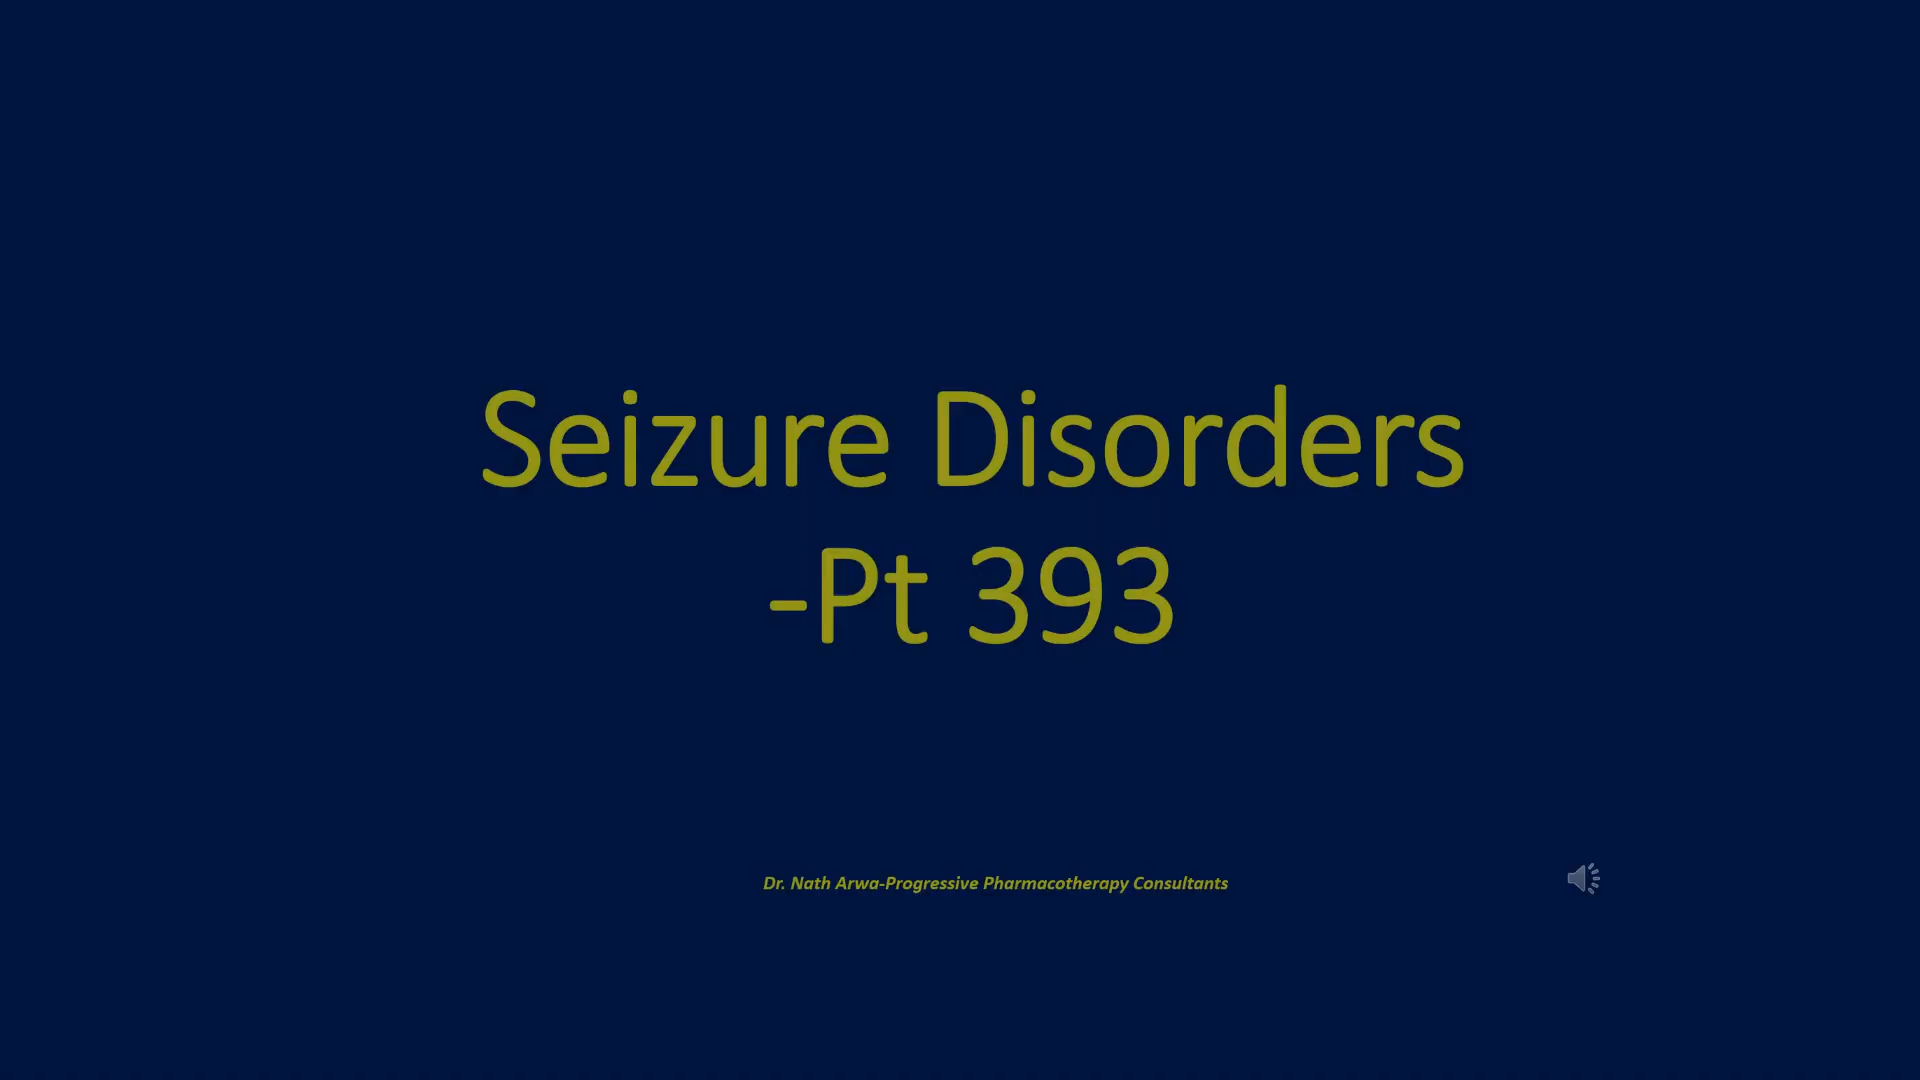 Seizure Disorders
-Pt 393
Dr. Nath Arwa-Progressive Pharmacotherapy Consultants